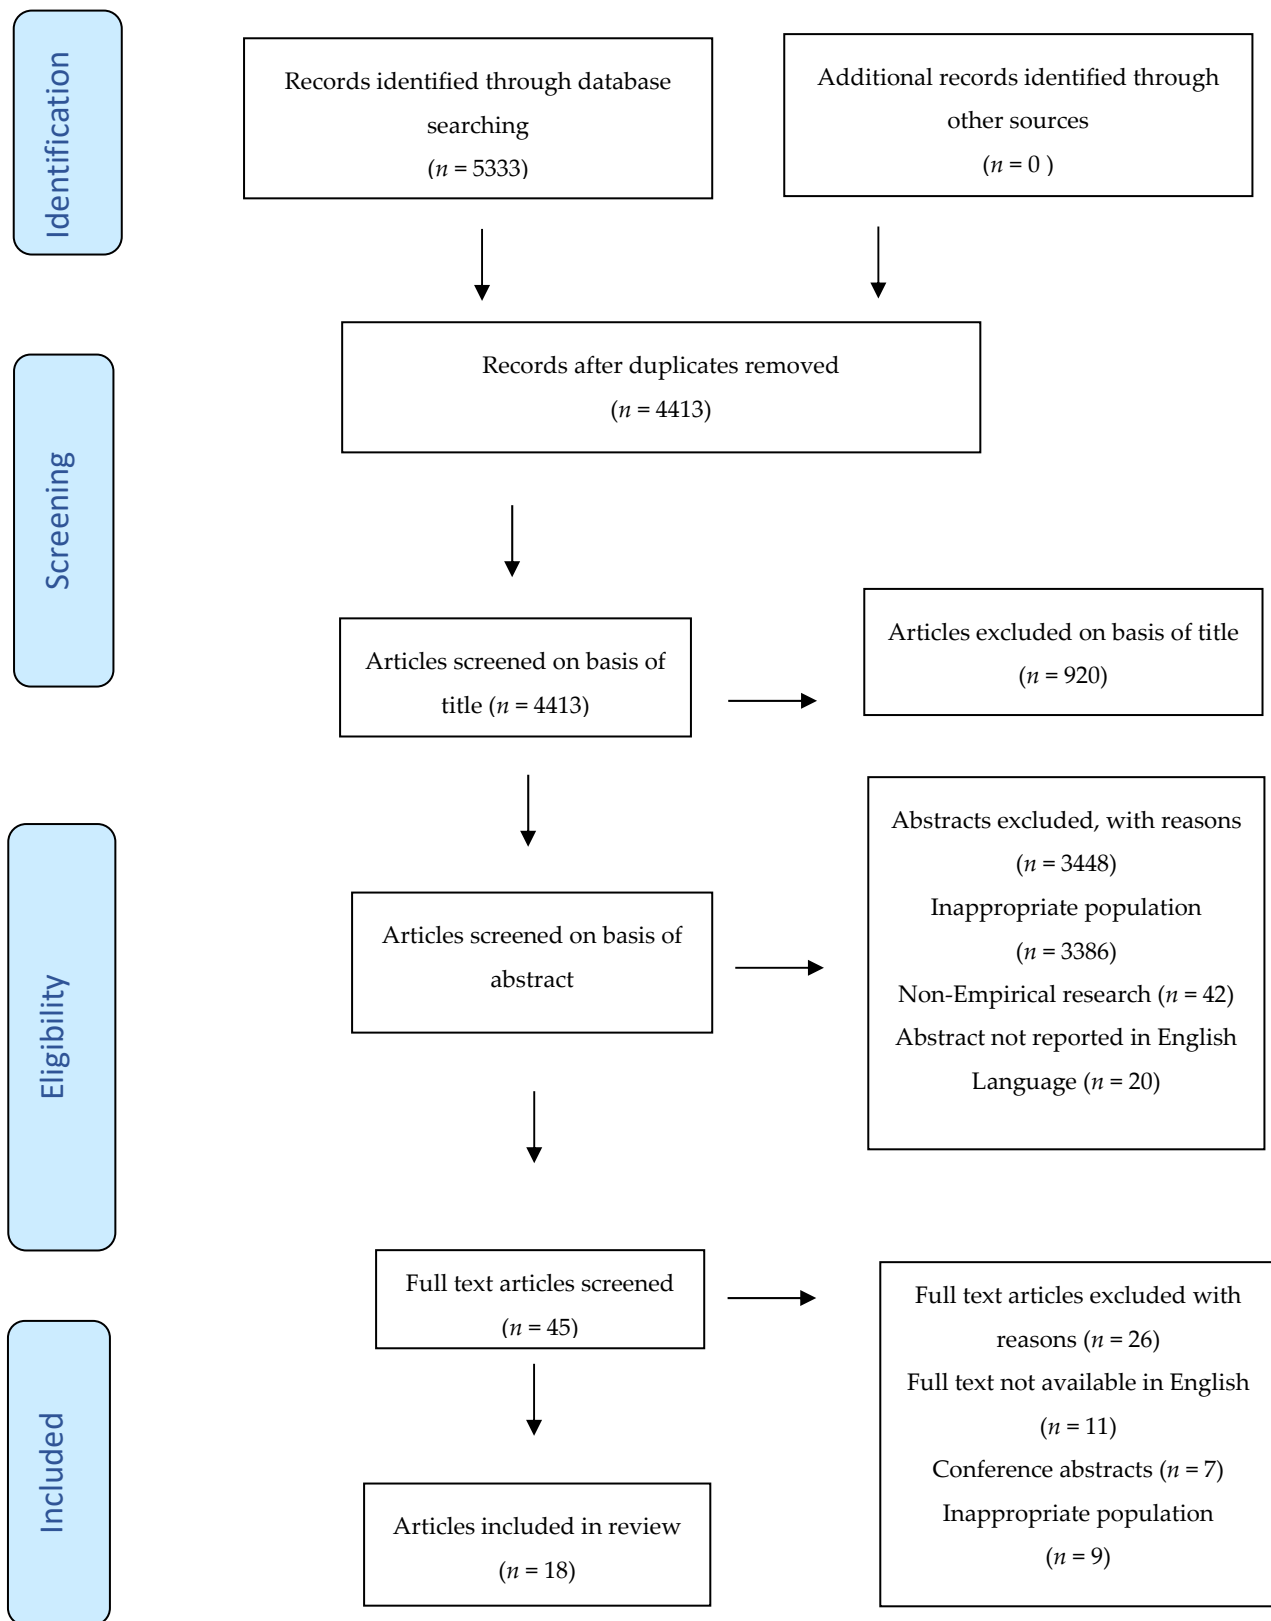 Identification
Records identified through database
searching
(n = 5333)
Additional records identified through
other sources
(n = 0 )
Screening
Records after duplicates removed
(n = 4413)
Articles screened on basis of
title (n = 4413)
Articles excluded on basis of title
(n = 920)
Eligibility
Articles screened on basis of
abstract
Abstracts excluded, with reasons
(n = 3448)
Inappropriate population
(n = 3386)
Non-Empirical research (n = 42)
Abstract not reported in English
Language (n = 20)
Full text articles screened
(n = 45)
Full text articles excluded with
reasons (n = 26)
Full text not available in English
(n = 11)
Conference abstracts (n = 7)
Inappropriate population
(n = 9)
Included
Articles included in review
(n = 18)